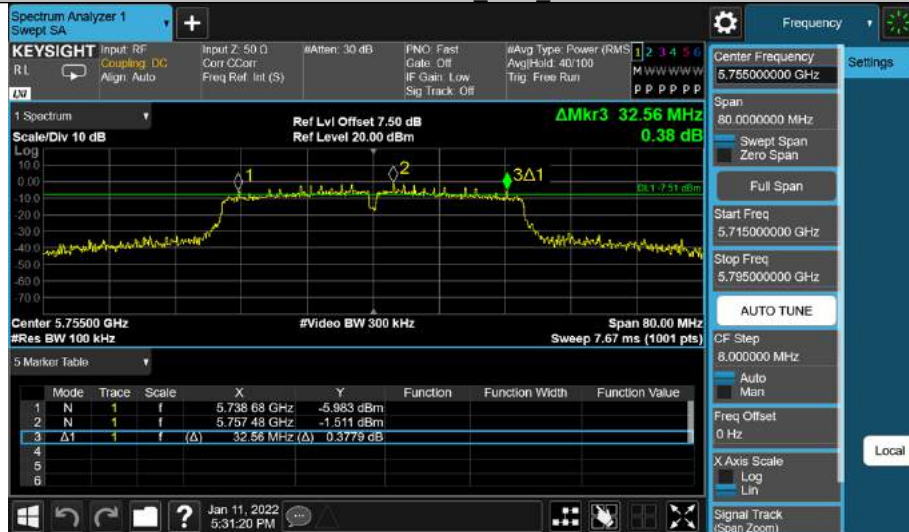 Spectrum Analyzer 1
Swept SA
Frequency
KEYSIGHT
RL
LXI
Input: RF
Coupling: DC
Align: Auto
Input Z: 50 Ω
Corr CCorr
Freq Ref: Int (S)
#Atten: 30 dB
PNO: Fast
Gate: Off
IF Gain: Low
Sig Track: Off
#Avg Type: Power (RMS
Avg|Hold: 40/100
Trig: Free Run
1 2 3 4 5 6
M W W W W W
P P P P P P
Center Frequency
5.755000000 GHz
Settings
1 Spectrum
Scale/Div 10 dB
Ref Lvl Offset 7.50 dB
Ref Level 20.00 dBm
ΔMkr3 32.56 MHz
0.38 dB
Span
80.0000000 MHz
Swept Span
Zero Span
Log
10.0
0.00
-10.0
-20.0
-30.0
-40.0
-50.0
-60.0
-70.0
1
2
3Δ1
DL1 -7.51 dBm
Full Span
Start Freq
5.715000000 GHz
Stop Freq
5.795000000 GHz
AUTO TUNE
Center 5.75500 GHz
#Res BW 100 kHz
#Video BW 300 kHz
Span 80.00 MHz
Sweep 7.67 ms (1001 pts)
CF Step
8.000000 MHz
Auto
Man
5 Marker Table
Mode Trace Scale X Y Function Function Width Function Value
1 N 1 f 5.738 68 GHz -5.983 dBm
2 N 1 f 5.757 48 GHz -1.511 dBm
3 Δ1 1 f (Δ) 32.56 MHz (Δ) 0.3779 dB
4
5
6
Freq Offset
0 Hz
Local
X Axis Scale
Log
Lin
Signal Track
(Span Zoom)
?
Jan 11, 2022
5:31:20 PM